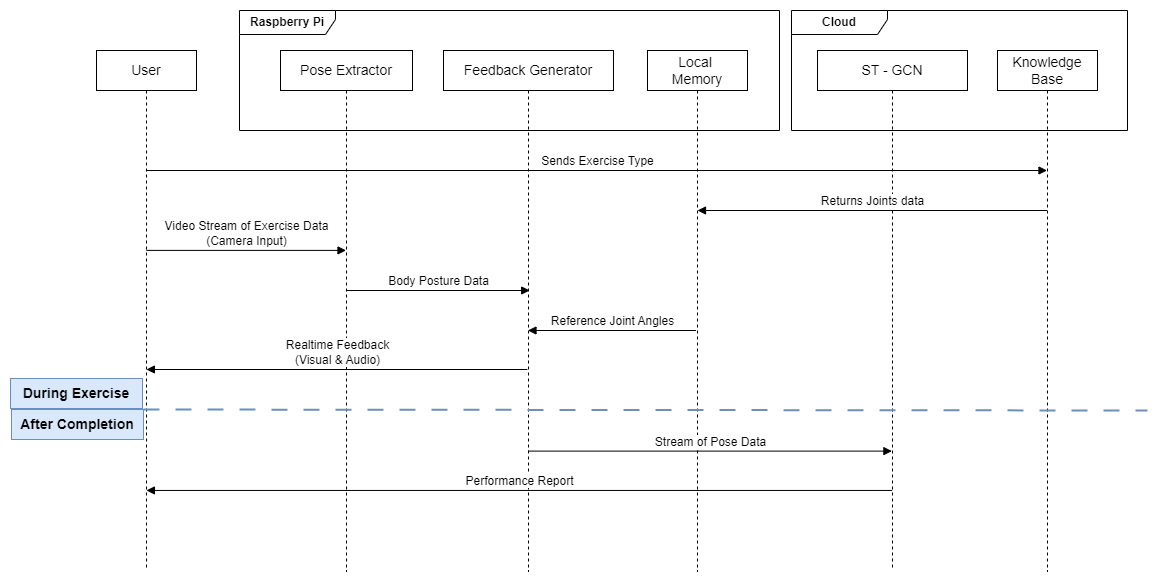 Raspberry Pi
Cloud
User
Pose Extractor
Feedback Generator
Local
Memory
ST - GCN
Knowledge
Base
Sends Exercise Type
Returns Joints data
Video Stream of Exercise Data
(Camera Input)
Body Posture Data
Reference Joint Angles
Realtime Feedback
(Visual & Audio)
During Exercise
After Completion
Stream of Pose Data
Performance Report